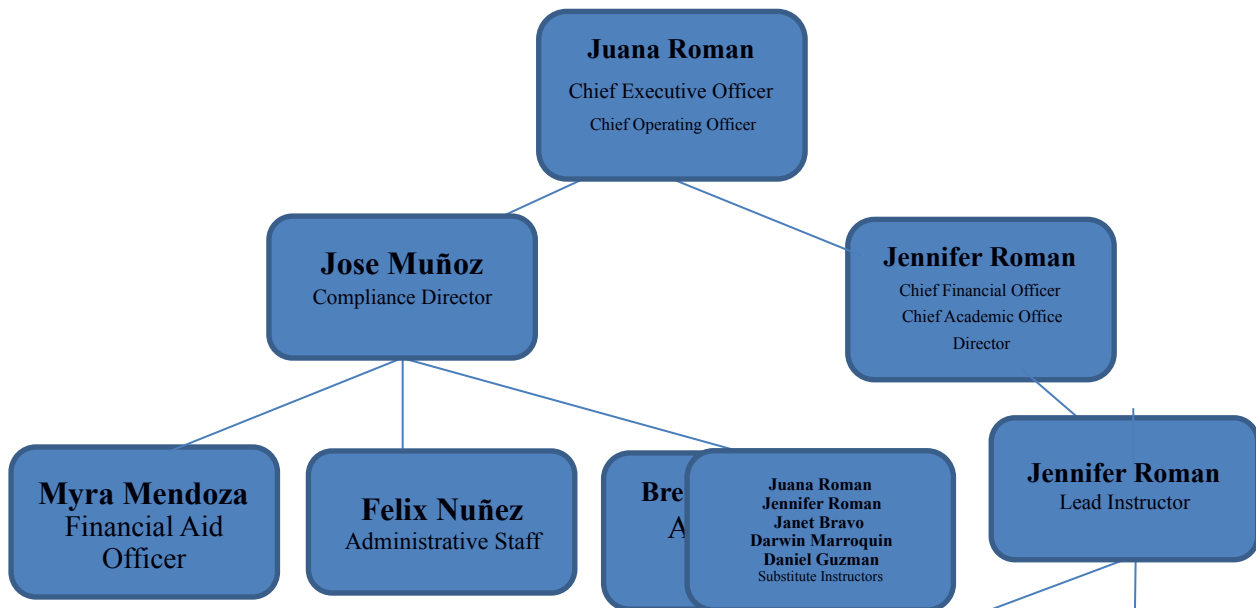 Juana Roman
Chief Executive Officer
Chief Operating Officer
Jose Muñoz
Compliance Director
Jennifer Roman
Chief Financial Officer
Chief Academic Office
Director
Myra Mendoza
Financial Aid
Officer
Felix Nuñez
Administrative Staff
Juana Roman
Jennifer Roman
Janet Bravo
Darwin Marroquin
Daniel Guzman
Substitute Instructors
Jennifer Roman
Lead Instructor